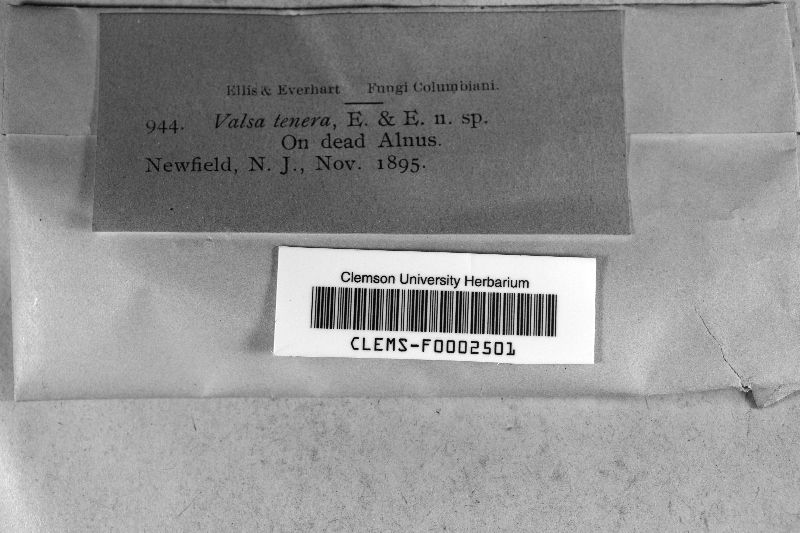 Ellis & Everhart Fungi Columbiani.
944. Valsa tenera, E. & E. n. sp.
On dead Alnus.
Newfield, N. J., Nov. 1895.
Clemson University Herbarium
CLEMS-F0002501